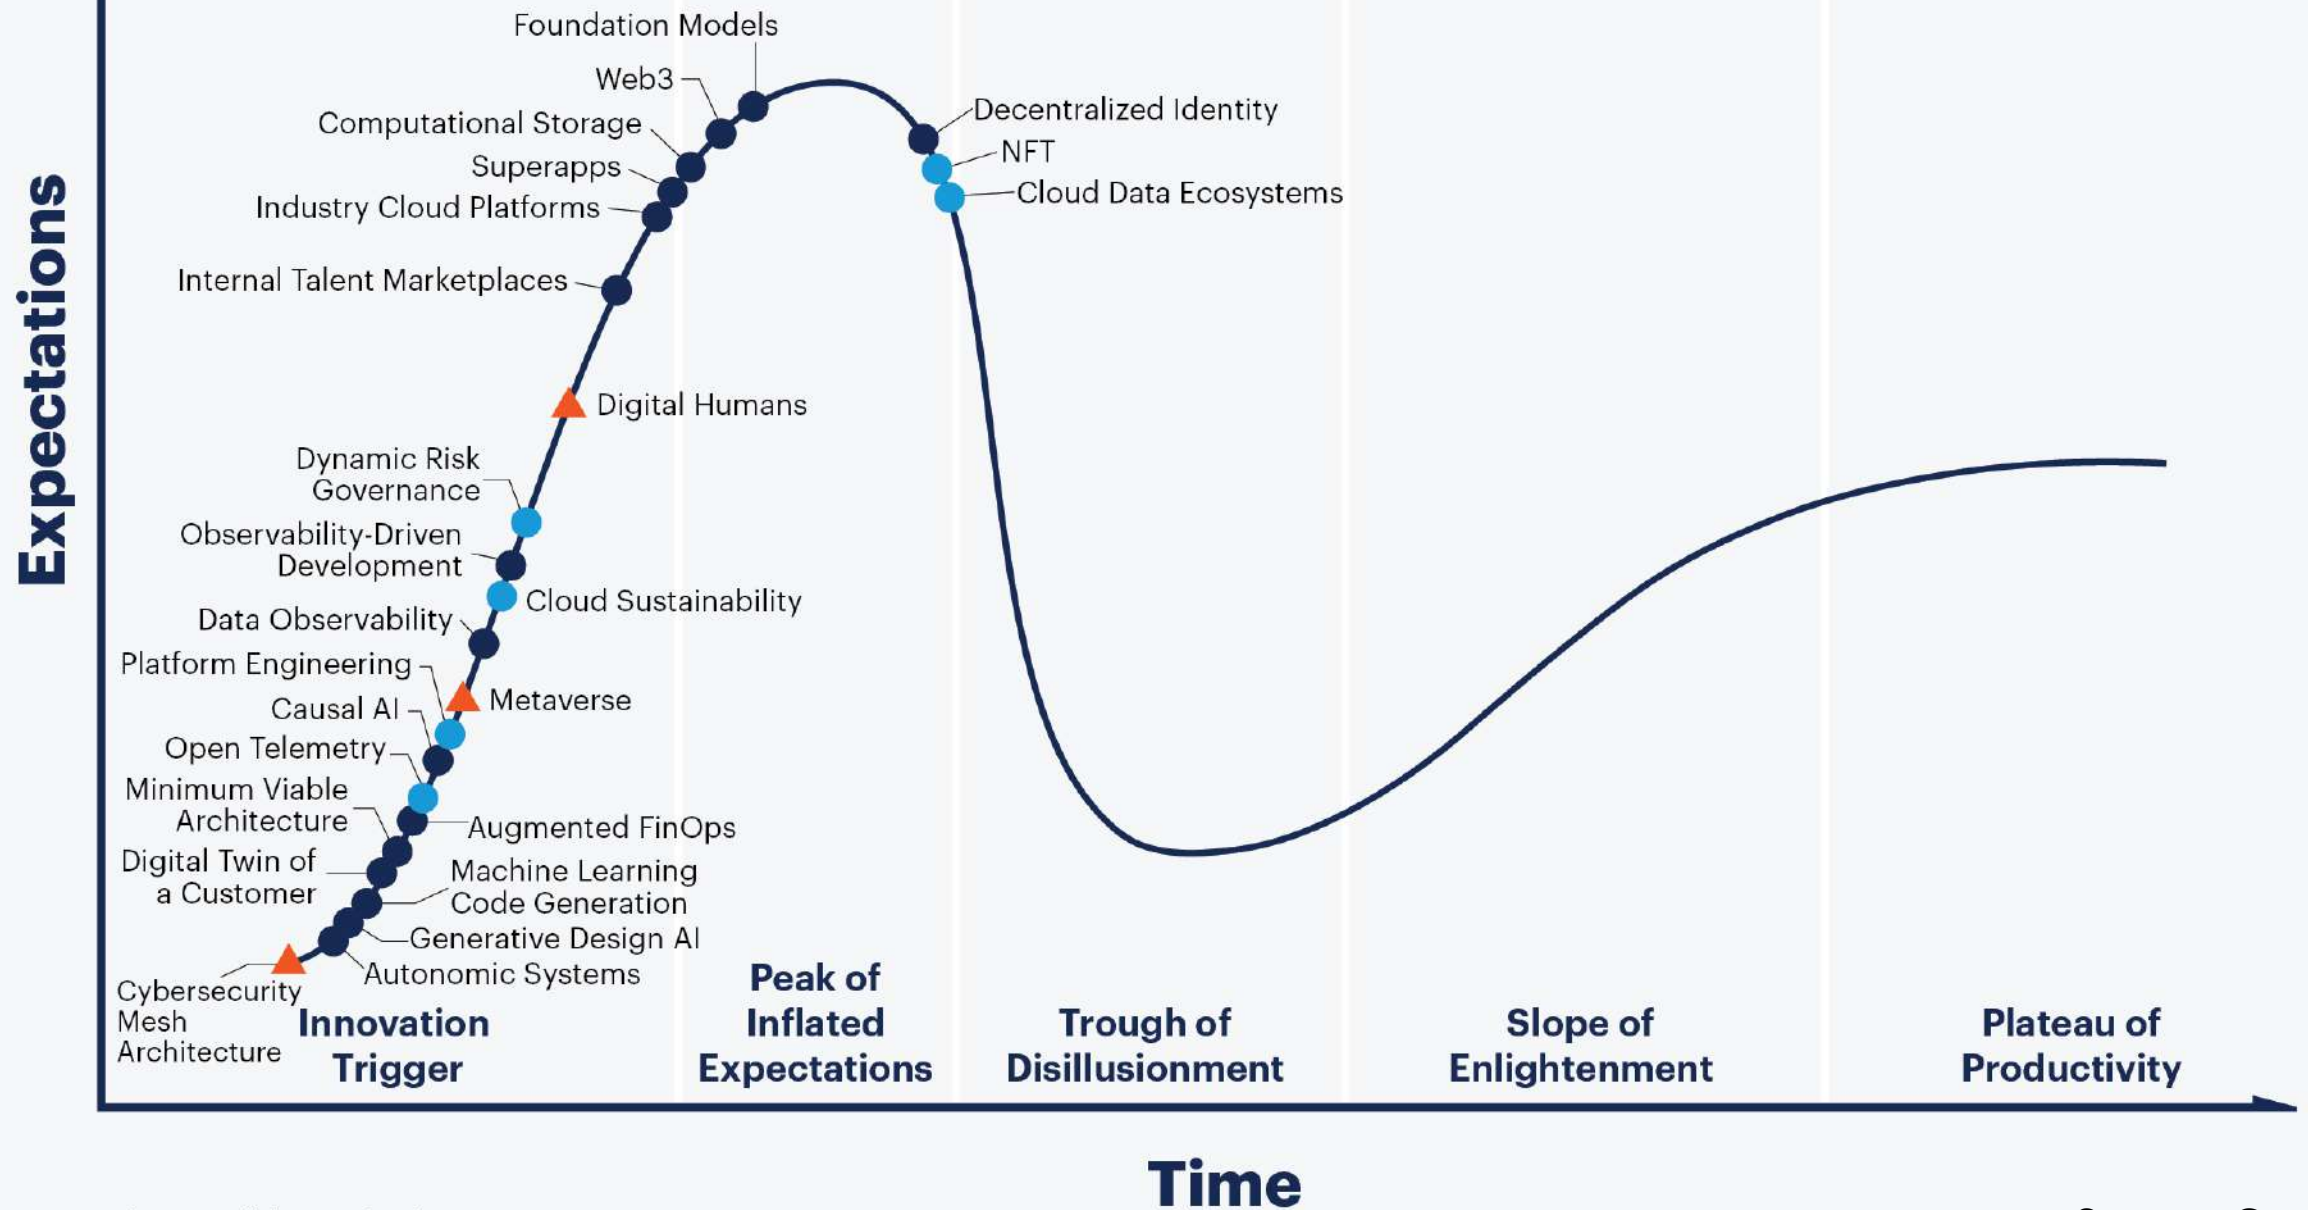 Foundation Models
Web3
Computational Storage
Superapps
Industry Cloud Platforms
Internal Talent Marketplaces
Decentralized Identity
NFT
Cloud Data Ecosystems
Expectations
Digital Humans
Dynamic Risk
Governance
Observability-Driven
Development
Cloud Sustainability
Data Observability
Platform Engineering
Metaverse
Causal AI
Open Telemetry
Minimum Viable
Architecture
Augmented FinOps
Digital Twin of
a Customer
Machine Learning
Code Generation
Generative Design AI
Autonomic Systems
Cybersecurity
Mesh
Architecture
Innovation
Trigger
Peak of
Inflated
Expectations
Trough of
Disillusionment
Slope of
Enlightenment
Plateau of
Productivity
Time